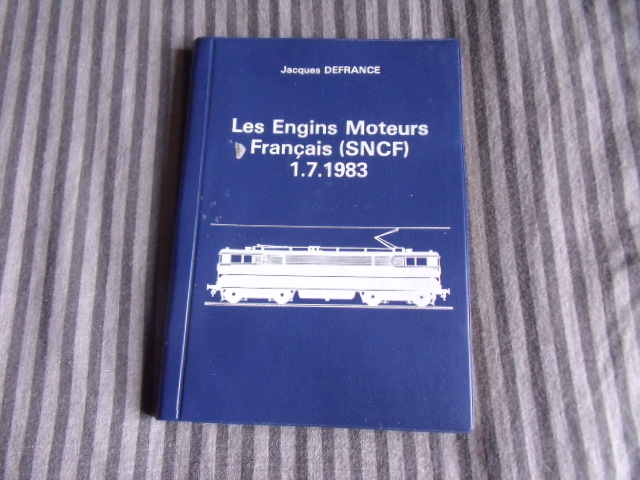 Jacques DEFRANCE
Les Engins Moteurs
Français (SNCF)
1.7.1983